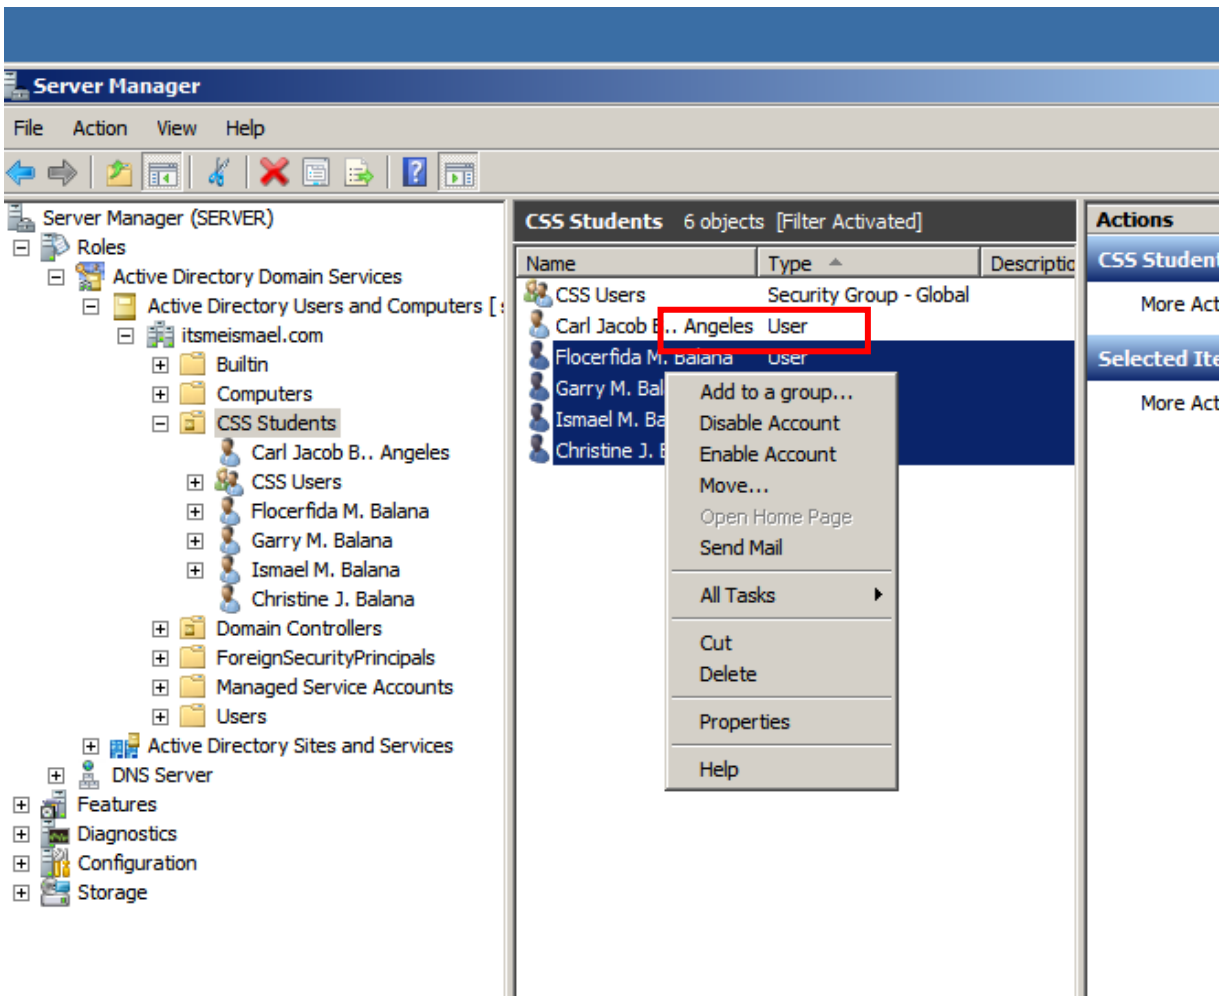 Server Manager
File Action View Help
Server Manager (SERVER)
Roles
Active Directory Domain Services
Active Directory Users and Computers [
itsmeismael.com
Builtin
Computers
CSS Students
Carl Jacob B.. Angeles
CSS Users
Flocerfida M. Balana
Garry M. Balana
Ismael M. Balana
Christine J. Balana
Domain Controllers
ForeignSecurityPrincipals
Managed Service Accounts
Users
Active Directory Sites and Services
DNS Server
Features
Diagnostics
Configuration
Storage
CSS Students 6 objects [Filter Activated]
Name Type Descriptio
CSS Users Security Group - Global
Carl Jacob B.. Angeles User
Flocerfida M. Balana User
Garry M. Bal
Ismael M. Ba
Christine J. B
Add to a group...
Disable Account
Enable Account
Move...
Open Home Page
Send Mail
All Tasks
Cut
Delete
Properties
Help
Actions
CSS Student
More Act
Selected Ite
More Act